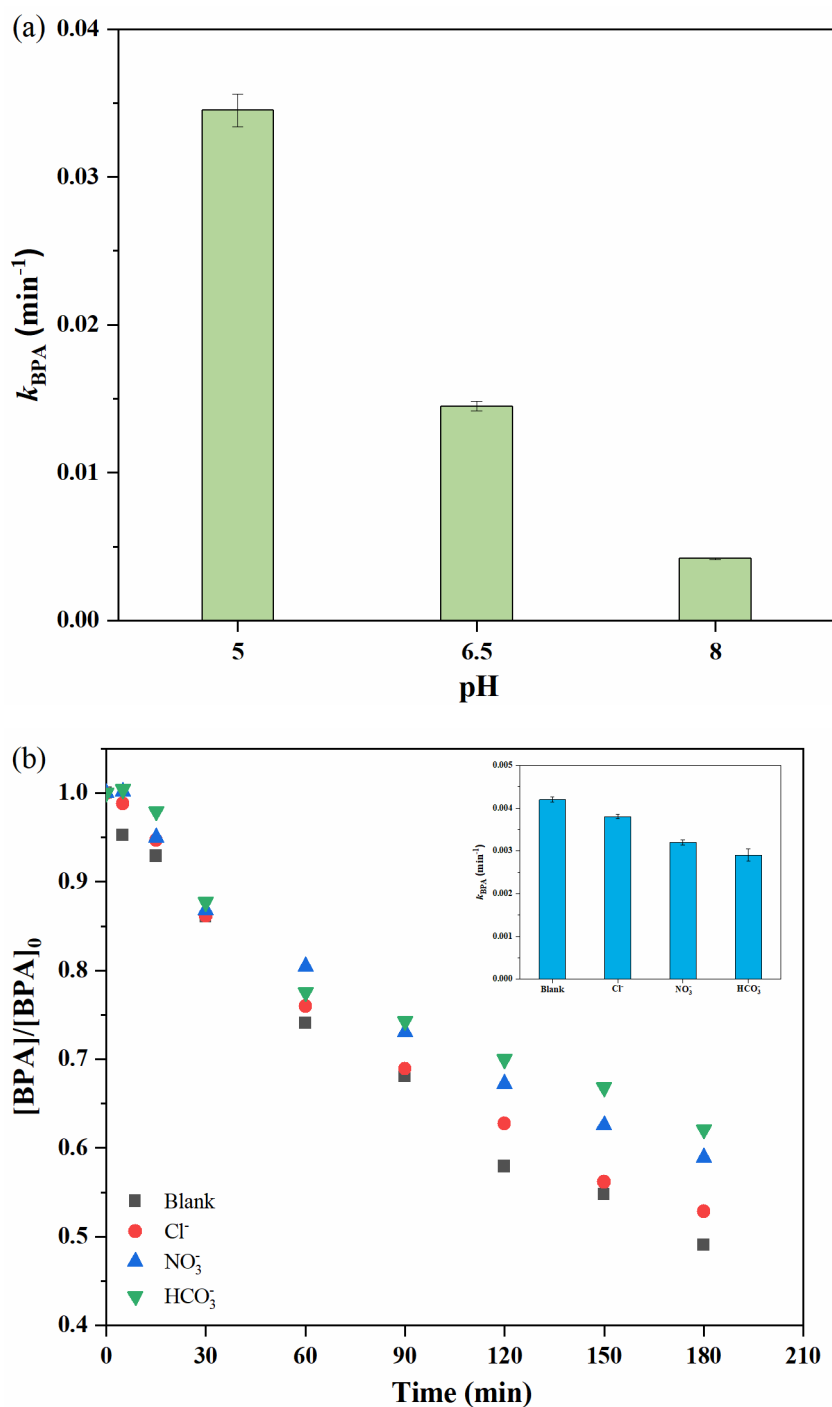 (a)
0.04
0.03
0.02
0.01
0.00
k_BPA (min⁻¹)
5 6.5 8
pH
(b)
1.0
0.9
0.8
0.7
0.6
0.5
0.4
[BPA]/[BPA]₀
0 30 60 90 120 150 180 210
Time (min)
Blank
Cl⁻
NO₃⁻
HCO₃⁻
0.005
0.004
0.003
0.002
0.001
0.000
k_BPA (min⁻¹)
Blank Cl⁻ NO₃⁻ HCO₃⁻